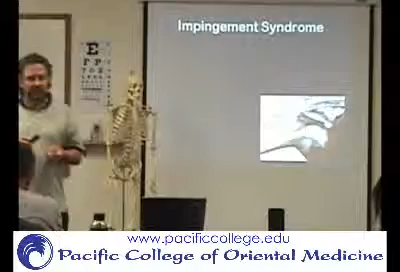 Impingement Syndrome
E
www.pacificcollege.edu
Pacific College of Oriental Medicine